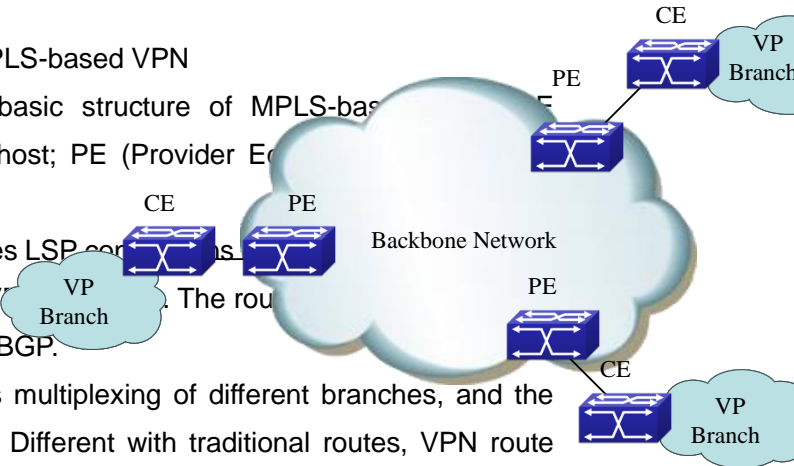 CE
PLS-based VPN
VP
Branch
PE
basic structure of MPLS-bas
host; PE (Provider
CE PE
es LSP
Backbone Network
VP
Branch
. The rou
PE
BGP.
CE
s multiplexing of different branches, and the
VP
Branch
Different with traditional routes, VPN route